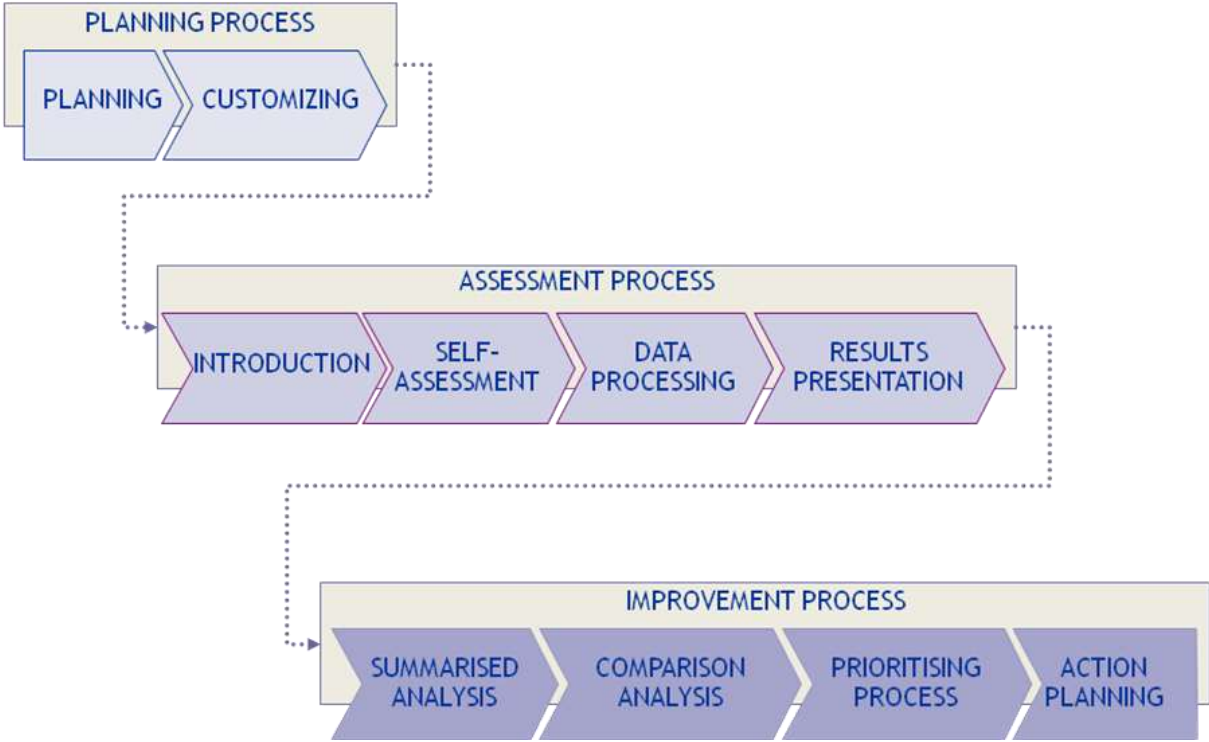 PLANNING PROCESS
PLANNING
CUSTOMIZING
ASSESSMENT PROCESS
INTRODUCTION
SELF-
ASSESSMENT
DATA
PROCESSING
RESULTS
PRESENTATION
IMPROVEMENT PROCESS
SUMMARISED
ANALYSIS
COMPARISON
ANALYSIS
PRIORITISING
PROCESS
ACTION
PLANNING